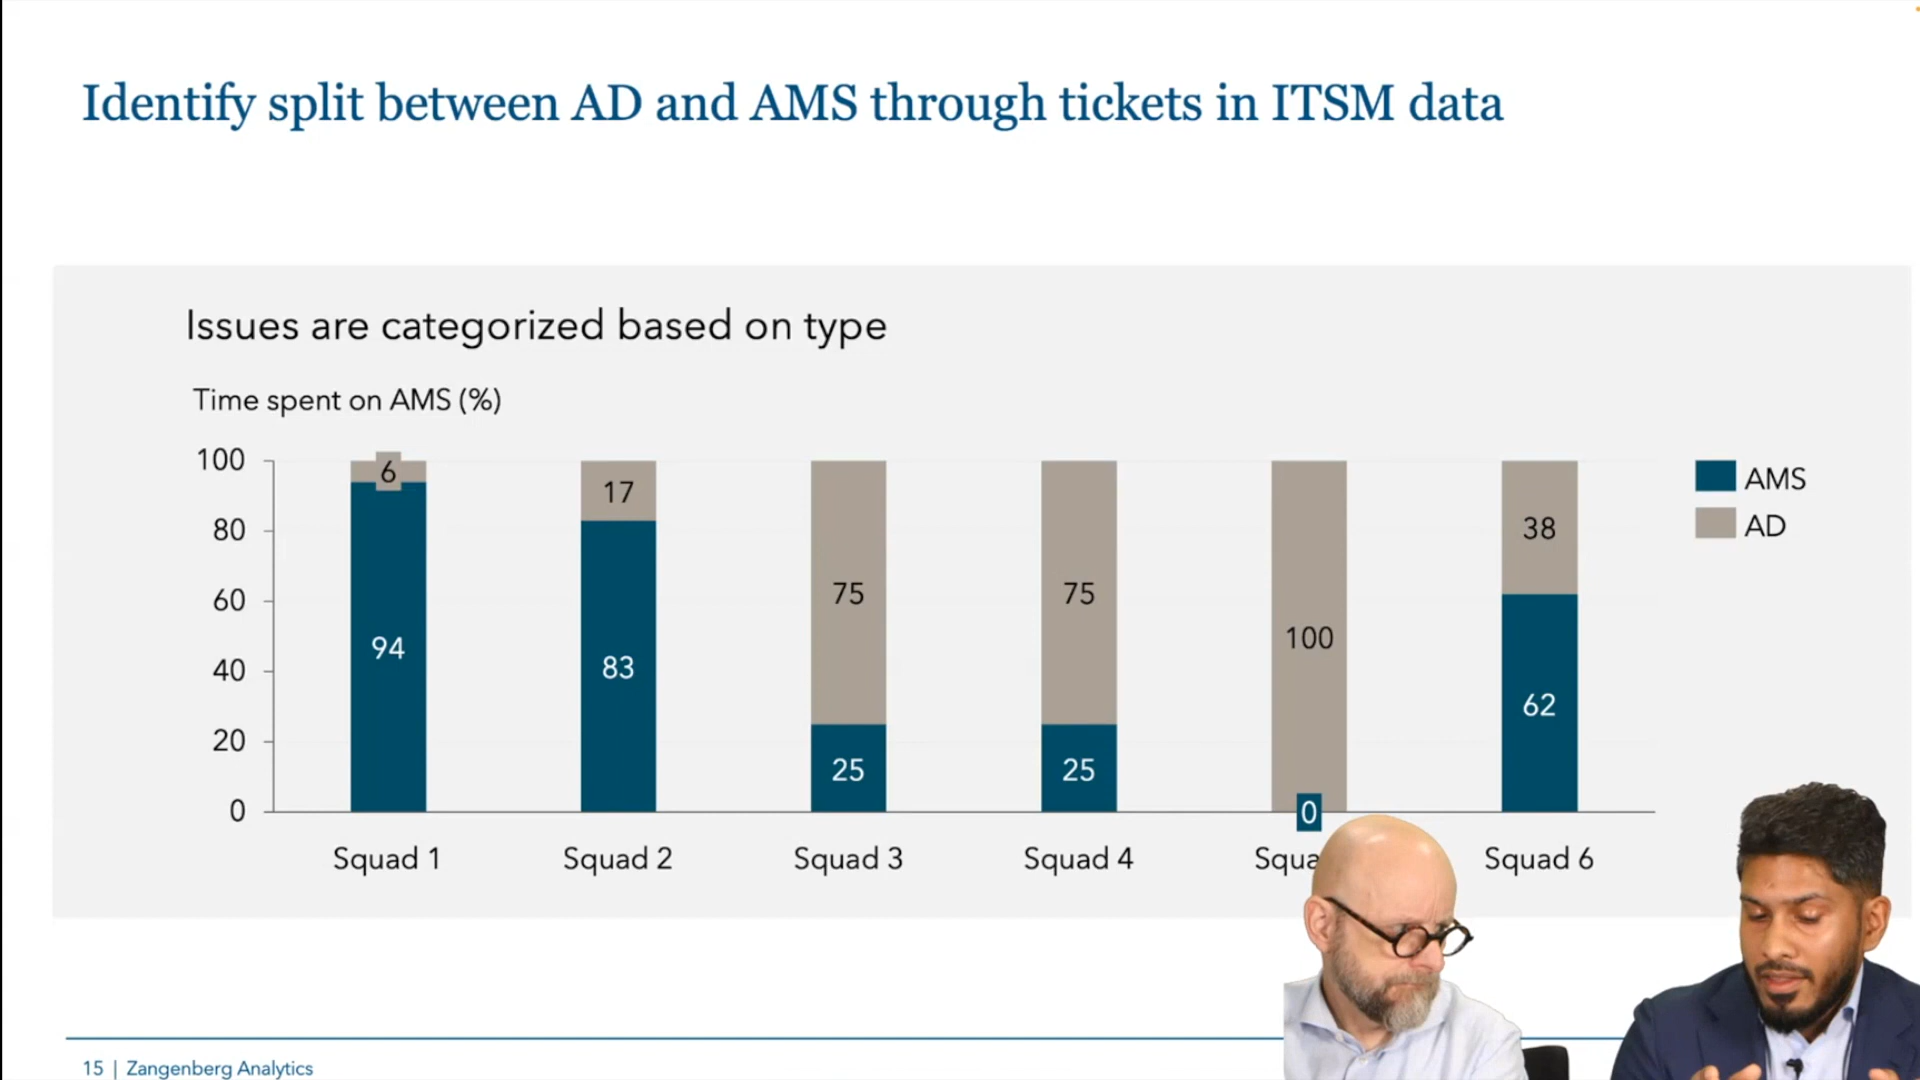 Identify split between AD and AMS through tickets in ITSM data
Issues are categorized based on type
Time spent on AMS (%)
100
80
60
40
20
0
6
94
17
83
75
25
75
25
100
0
38
62
AMS
AD
Squad 1
Squad 2
Squad 3
Squad 4
Squa
Squad 6
15 | Zangenberg Analytics